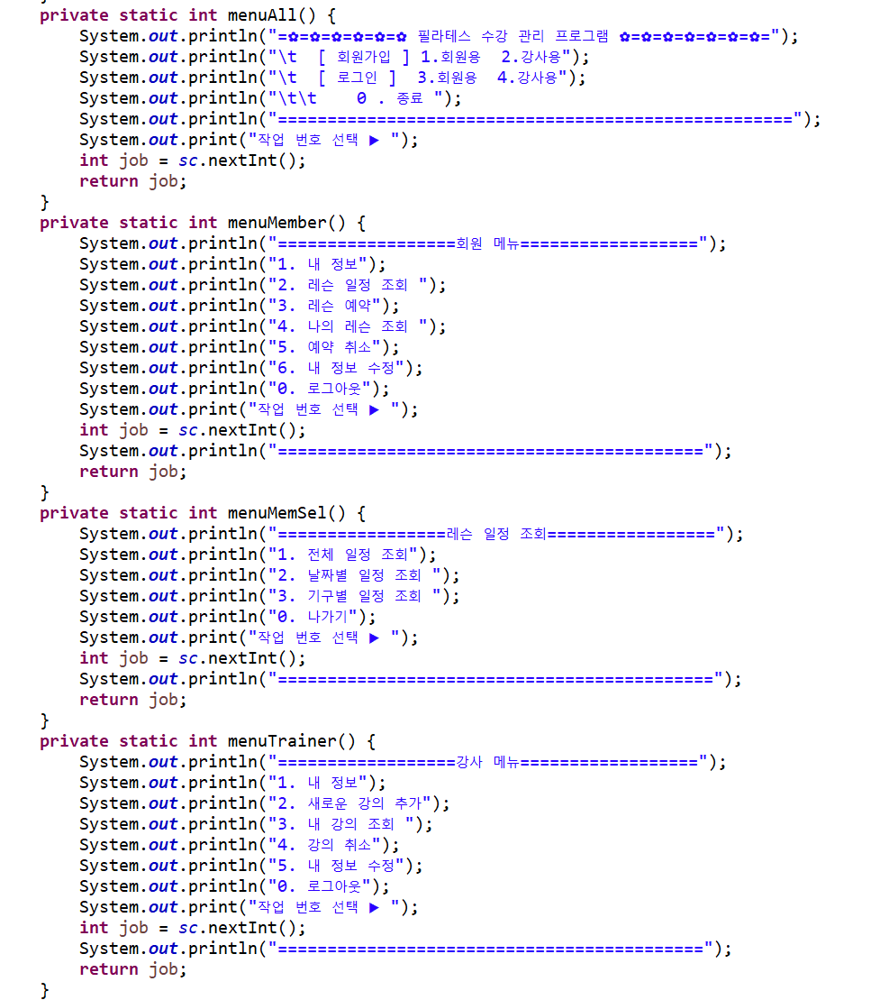 private static int menuAll() {
System.out.println("=✿=✿=✿=✿=✿=✿ 필라테스 수강 관리 프로그램 ✿=✿=✿=✿=✿=✿=✿=");
System.out.println("\t  [ 회원가입 ] 1.회원용  2.강사용");
System.out.println("\t  [ 로그인 ]  3.회원용  4.강사용");
System.out.println("\t\t    0 . 종료 ");
System.out.println("====================================================");
System.out.print("작업 번호 선택 ▶ ");
int job = sc.nextInt();
return job;
}
private static int menuMember() {
System.out.println("==================회원 메뉴==================");
System.out.println("1. 내 정보");
System.out.println("2. 레슨 일정 조회 ");
System.out.println("3. 레슨 예약");
System.out.println("4. 나의 레슨 조회 ");
System.out.println("5. 예약 취소");
System.out.println("6. 내 정보 수정");
System.out.println("0. 로그아웃");
System.out.print("작업 번호 선택 ▶ ");
int job = sc.nextInt();
System.out.println("===========================================");
return job;
}
private static int menuMemSel() {
System.out.println("=================레슨 일정 조회=================");
System.out.println("1. 전체 일정 조회");
System.out.println("2. 날짜별 일정 조회 ");
System.out.println("3. 기구별 일정 조회 ");
System.out.println("0. 나가기");
System.out.print("작업 번호 선택 ▶ ");
int job = sc.nextInt();
System.out.println("============================================");
return job;
}
private static int menuTrainer() {
System.out.println("==================강사 메뉴==================");
System.out.println("1. 내 정보");
System.out.println("2. 새로운 강의 추가");
System.out.println("3. 내 강의 조회 ");
System.out.println("4. 강의 취소");
System.out.println("5. 내 정보 수정");
System.out.println("0. 로그아웃");
System.out.print("작업 번호 선택 ▶ ");
int job = sc.nextInt();
System.out.println("===========================================");
return job;
}